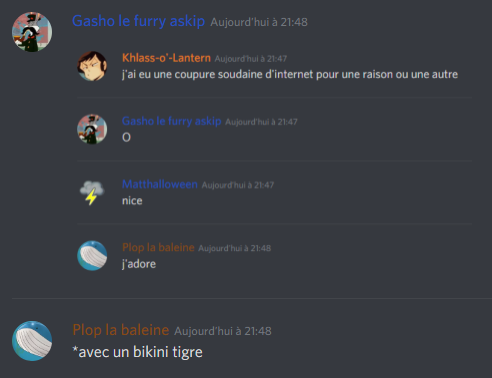 Gasho le furry askip Aujourd'hui à 21:48
Khlass-o'-Lantern Aujourd'hui à 21:47
j'ai eu une coupure soudaine d'internet pour une raison ou une autre
Gasho le furry askip Aujourd'hui à 21:47
O
Matthalloween Aujourd'hui à 21:47
nice
Plop la baleine Aujourd'hui à 21:48
j'adore
Plop la baleine Aujourd'hui à 21:48
*avec un bikini tigre